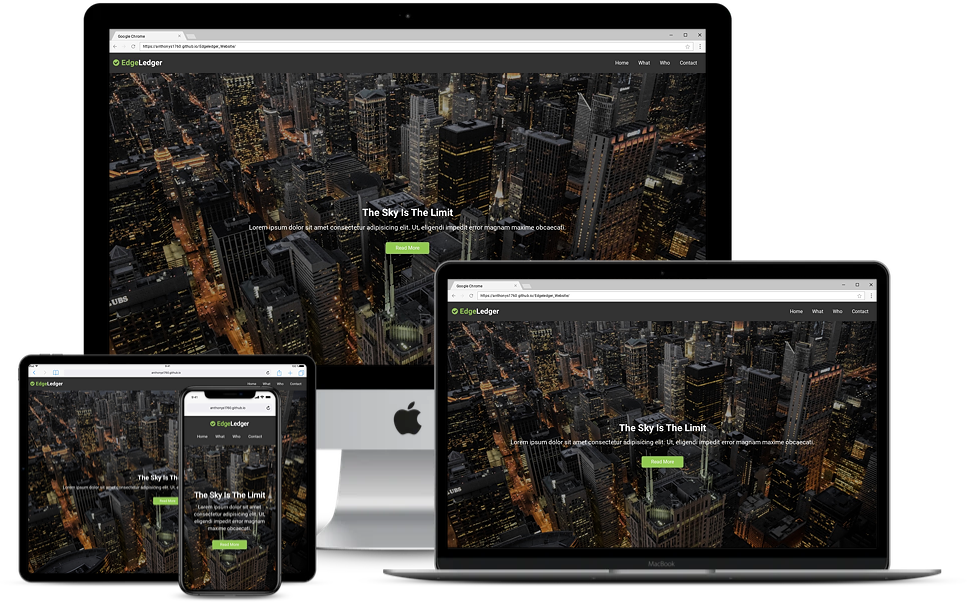 Google Chrome
https://anthonys1760.github.io/Edgeledger_Website/
EdgeLedger
Home What Who Contact
The Sky Is The Limit
Lorem ipsum dolor sit amet consectetur adipisicing elit. Ut, eligendi impedit error magnam maxime obcaecati.
Read More
UBS
Google Chrome
https://anthonys1760.github.io/Edgeledger_Website/
EdgeLedger
Home What Who Contact
The Sky Is The Limit
Lorem ipsum dolor sit amet consectetur adipisicing elit. Ut, eligendi impedit error magnam maxime obcaecati.
Read More
UBS
MacBook
anthonys1760.github.io
EdgeLedger
Home What Who Contact
The Sky Is Th
Lorem ipsum dolor sit amet consectetur adipisicing elit. Ut,
Read More
anthonys1760.github.io
EdgeLedger
Home What Who Contact
The Sky Is The Limit
Lorem ipsum dolor sit amet
consectetur adipisicing elit. Ut,
eligendi impedit error magnam
maxime obcaecati.
Read More